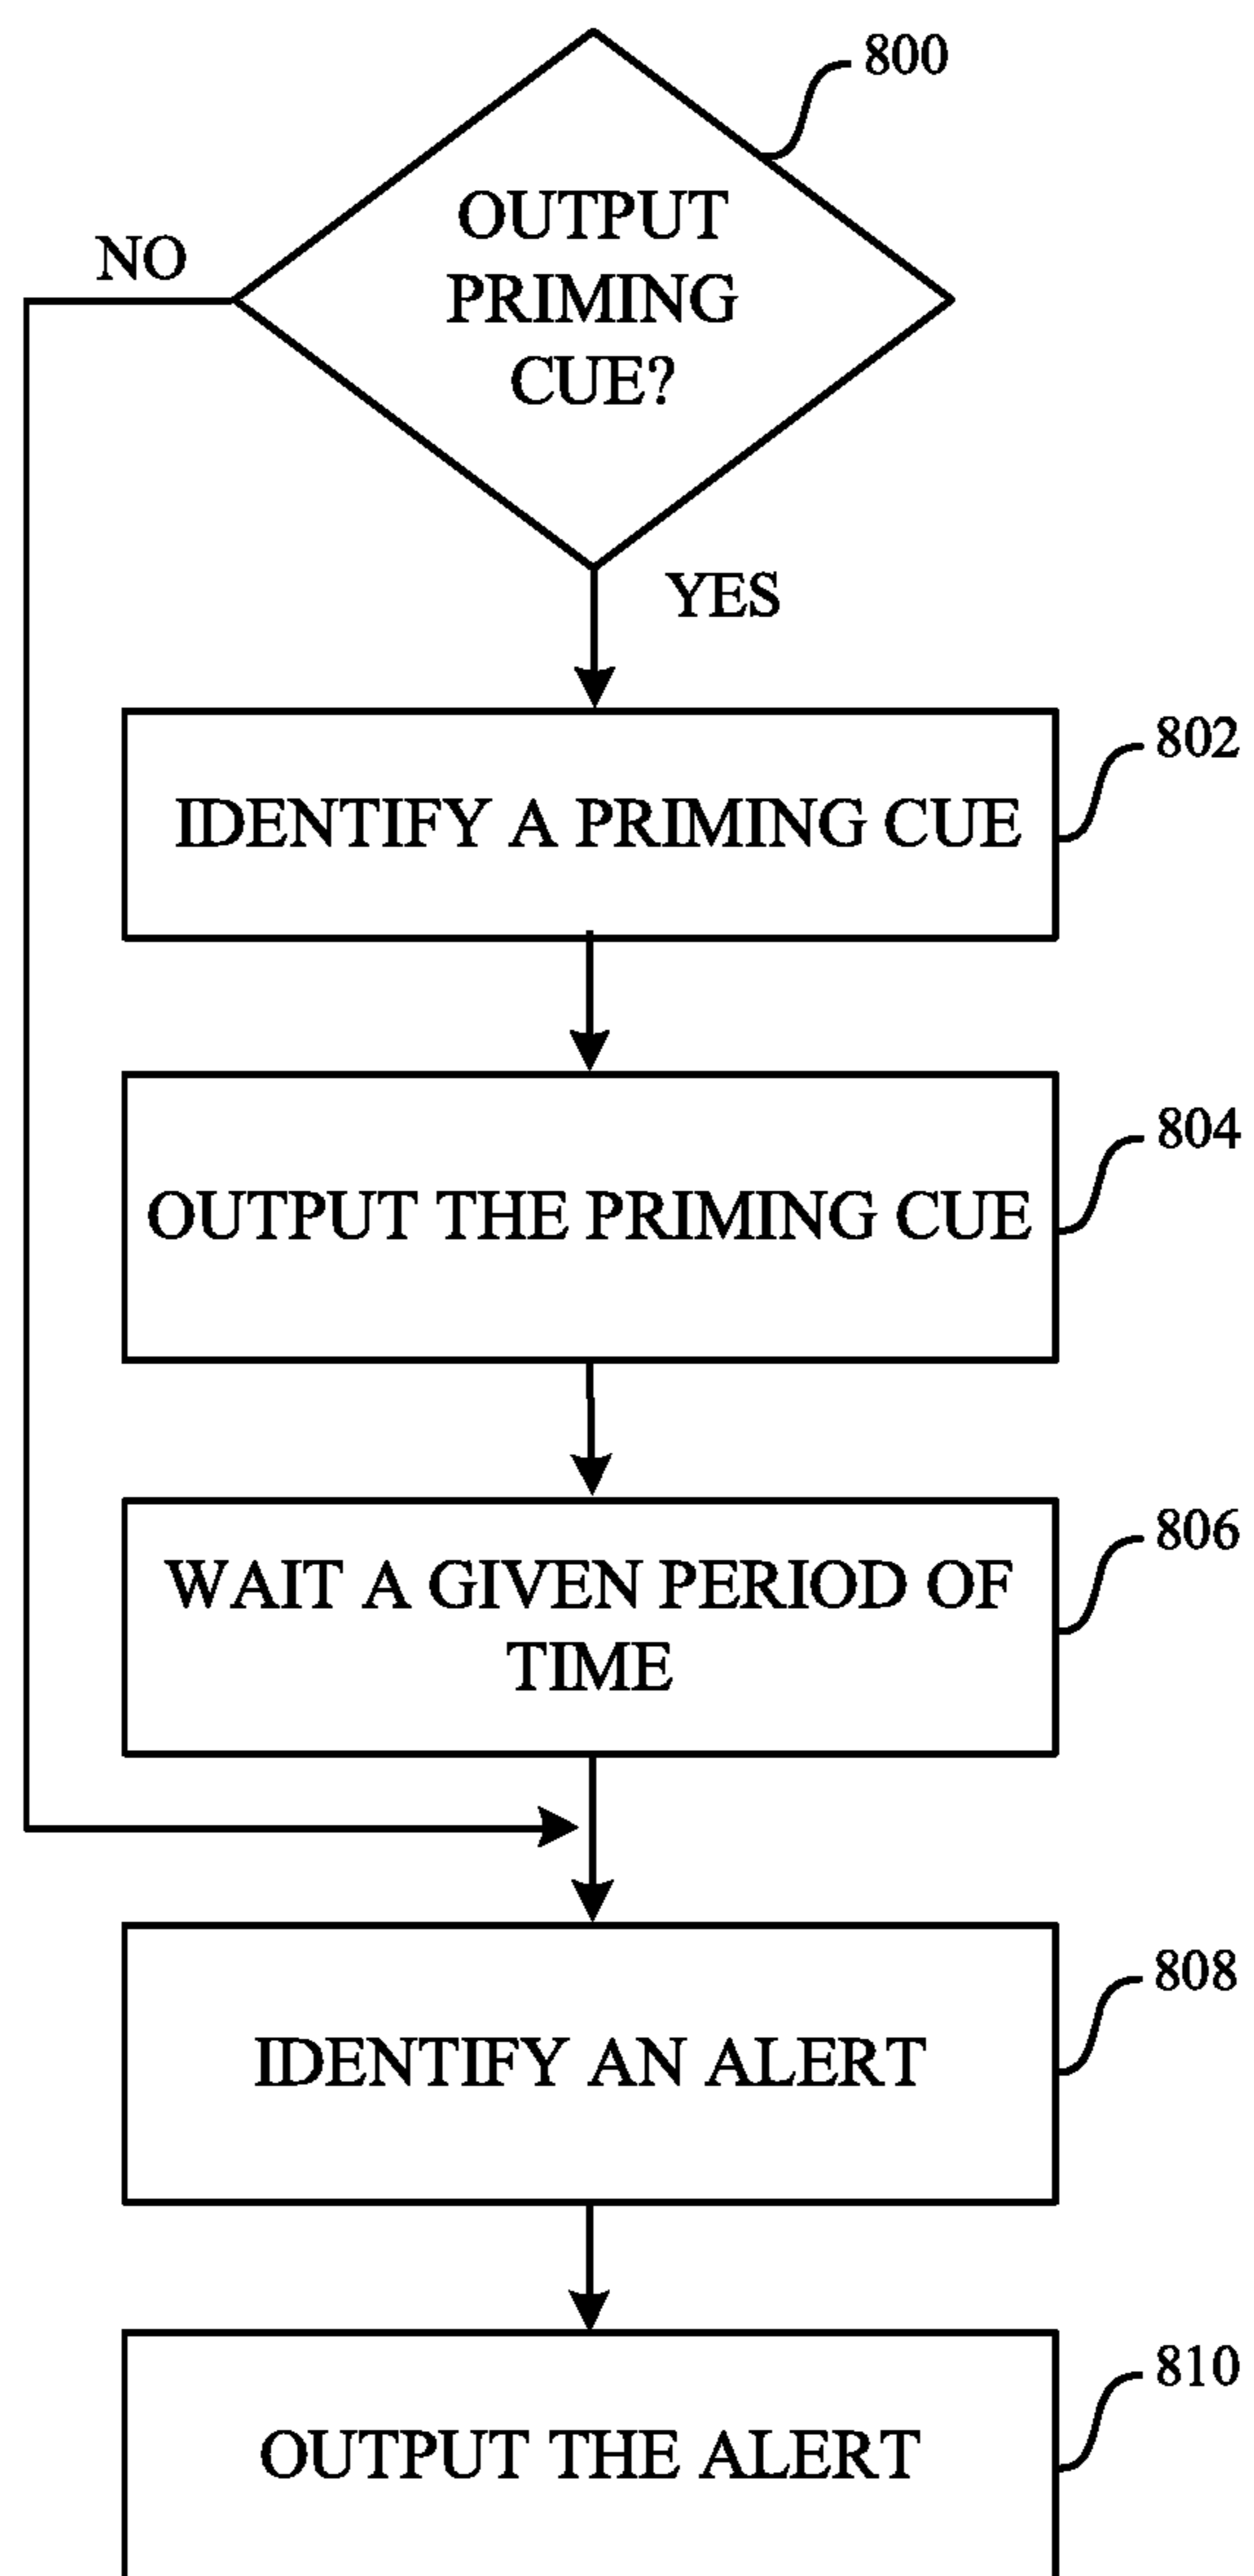 800
OUTPUT
PRIMING
CUE?
NO
YES
802
IDENTIFY A PRIMING CUE
804
OUTPUT THE PRIMING CUE
806
WAIT A GIVEN PERIOD OF
TIME
808
IDENTIFY AN ALERT
810
OUTPUT THE ALERT